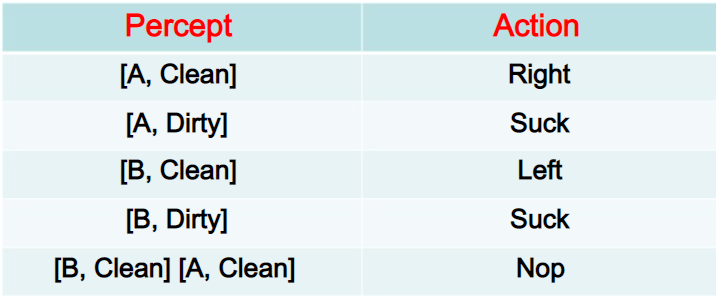 Percept Action
[A, Clean] Right
[A, Dirty] Suck
[B, Clean] Left
[B, Dirty] Suck
[B, Clean] [A, Clean] Nop